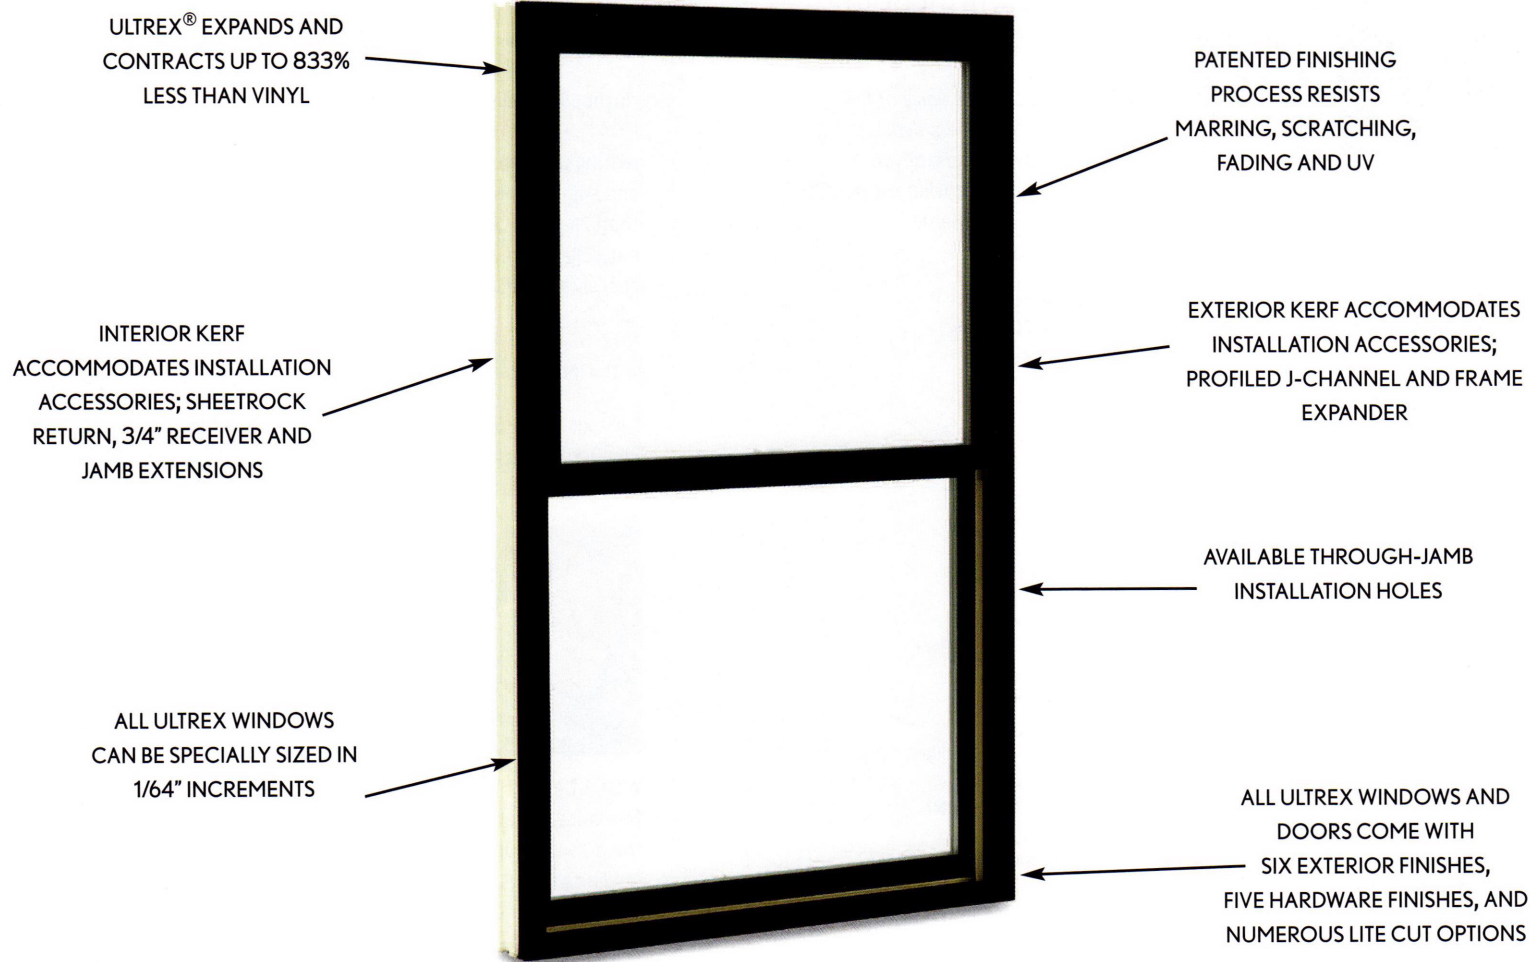 ULTREX® EXPANDS AND
CONTRACTS UP TO 833%
LESS THAN VINYL
INTERIOR KERF
ACCOMMODATES INSTALLATION
ACCESSORIES; SHEETROCK
RETURN, 3/4" RECEIVER AND
JAMB EXTENSIONS
ALL ULTREX WINDOWS
CAN BE SPECIALLY SIZED IN
1/64" INCREMENTS
PATENTED FINISHING
PROCESS RESISTS
MARRING, SCRATCHING,
FADING AND UV
EXTERIOR KERF ACCOMMODATES
INSTALLATION ACCESSORIES;
PROFILED J-CHANNEL AND FRAME
EXPANDER
AVAILABLE THROUGH-JAMB
INSTALLATION HOLES
ALL ULTREX WINDOWS AND
DOORS COME WITH
SIX EXTERIOR FINISHES,
FIVE HARDWARE FINISHES, AND
NUMEROUS LITE CUT OPTIONS